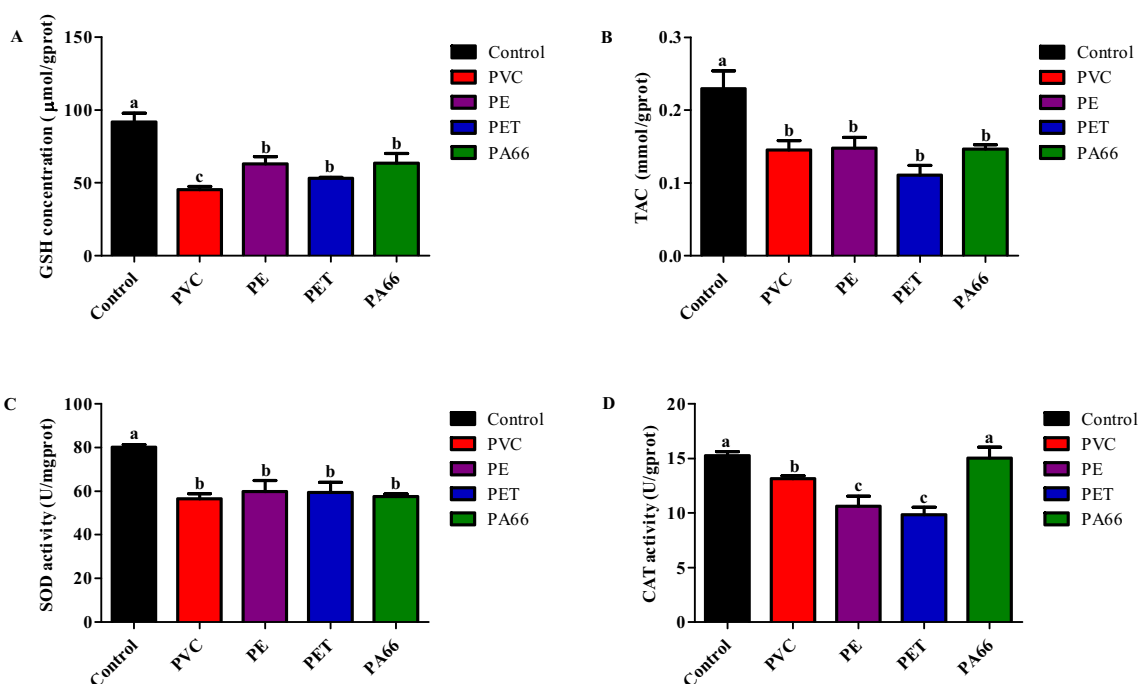 A
GSH concentration ( μmol/gprot)
150
100
50
0
a
c
b
b
b
Control
PVC
PE
PET
PA66
Control
PVC
PE
PET
PA66
B
TAC (mmol/gprot)
0.3
0.2
0.1
0.0
a
b
b
b
b
Control
PVC
PE
PET
PA66
Control
PVC
PE
PET
PA66
C
SOD activity (U/mgprot)
100
80
60
40
20
0
a
b
b
b
b
Control
PVC
PE
PET
PA66
Control
PVC
PE
PET
PA66
D
CAT activity (U/gprot)
20
15
10
5
0
a
b
c
c
a
Control
PVC
PE
PET
PA66
Control
PVC
PE
PET
PA66